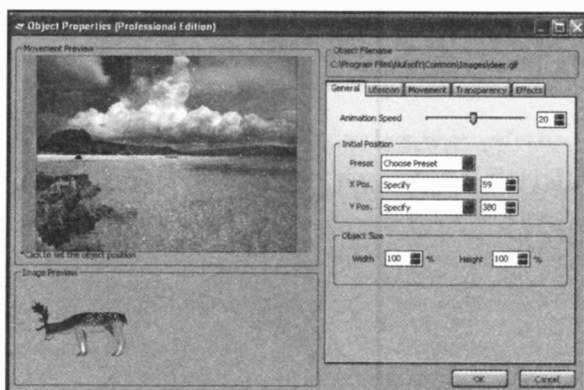 Object Properties (Professional Edition)
Movement Preview
*Click to set the object position
Image Preview
Object Filename
C:\Program Files\Nufsoft\Common\Images\deer.gif
General Lifespan Movement Transparency Effects
Animation Speed 20
Initial Position
Preset Choose Preset
X Pos. Specify 59
Y Pos. Specify 380
Object Size
Width 100 % Height 100 %
OK Cancel